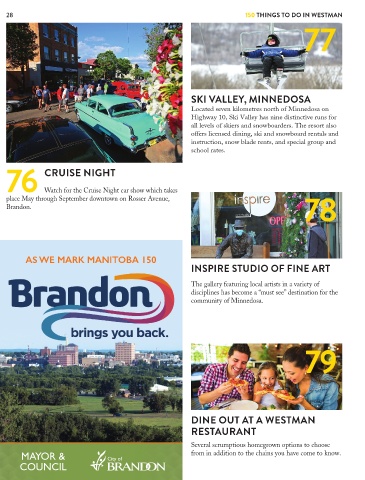 28
150 THINGS TO DO IN WESTMAN
76
CRUISE NIGHT
Watch for the Cruise Night car show which takes
place May through September downtown on Rosser Avenue,
Brandon.
77
SKI VALLEY, MINNEDOSA
Located seven kilometres north of Minnedosa on
Highway 10, Ski Valley has nine distinctive runs for
all levels of skiers and snowboarders. The resort also
offers licensed dining, ski and snowboard rentals and
instruction, snow blade rents, and special group and
school rates.
inspire
OPE
78
INSPIRE STUDIO OF FINE ART
The gallery featuring local artists in a variety of
disciplines has become a “must see” destination for the
community of Minnedosa.
79
DINE OUT AT A WESTMAN
RESTAURANT
Several scrumptious homegrown options to choose
from in addition to the chains you have come to know.
AS WE MARK MANITOBA 150
Brandon
brings you back.
MAYOR &
COUNCIL
City of
BRANDON